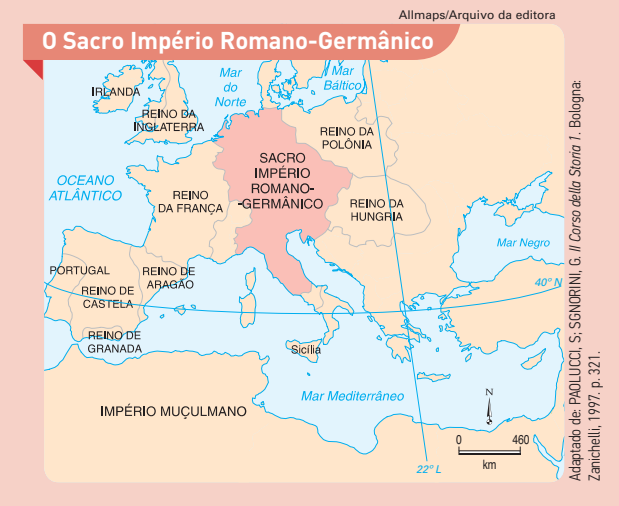 Allmaps/Arquivo da editora
O Sacro Império Romano-Germânico
Mar
do
Norte
Mar
Báltico
IRLANDA
REINO DA
INGLATERRA
REINO DA
POLÔNIA
SACRO
IMPÉRIO
ROMANO-
-GERMÂNICO
OCEANO
ATLÂNTICO
REINO
DA FRANÇA
REINO DA
HUNGRIA
Mar Negro
PORTUGAL
REINO DE
ARAGÃO
REINO DE
CASTELA
40º N
REINO DE
GRANADA
Sicília
Mar Mediterrâneo
IMPÉRIO MUÇULMANO
N
0 460
km
22º L
Adaptado de: PAOLUCCI, S; SGNORINI, G. Il Corso della Storia 1. Bologna:
Zanichelli, 1997. p. 321.